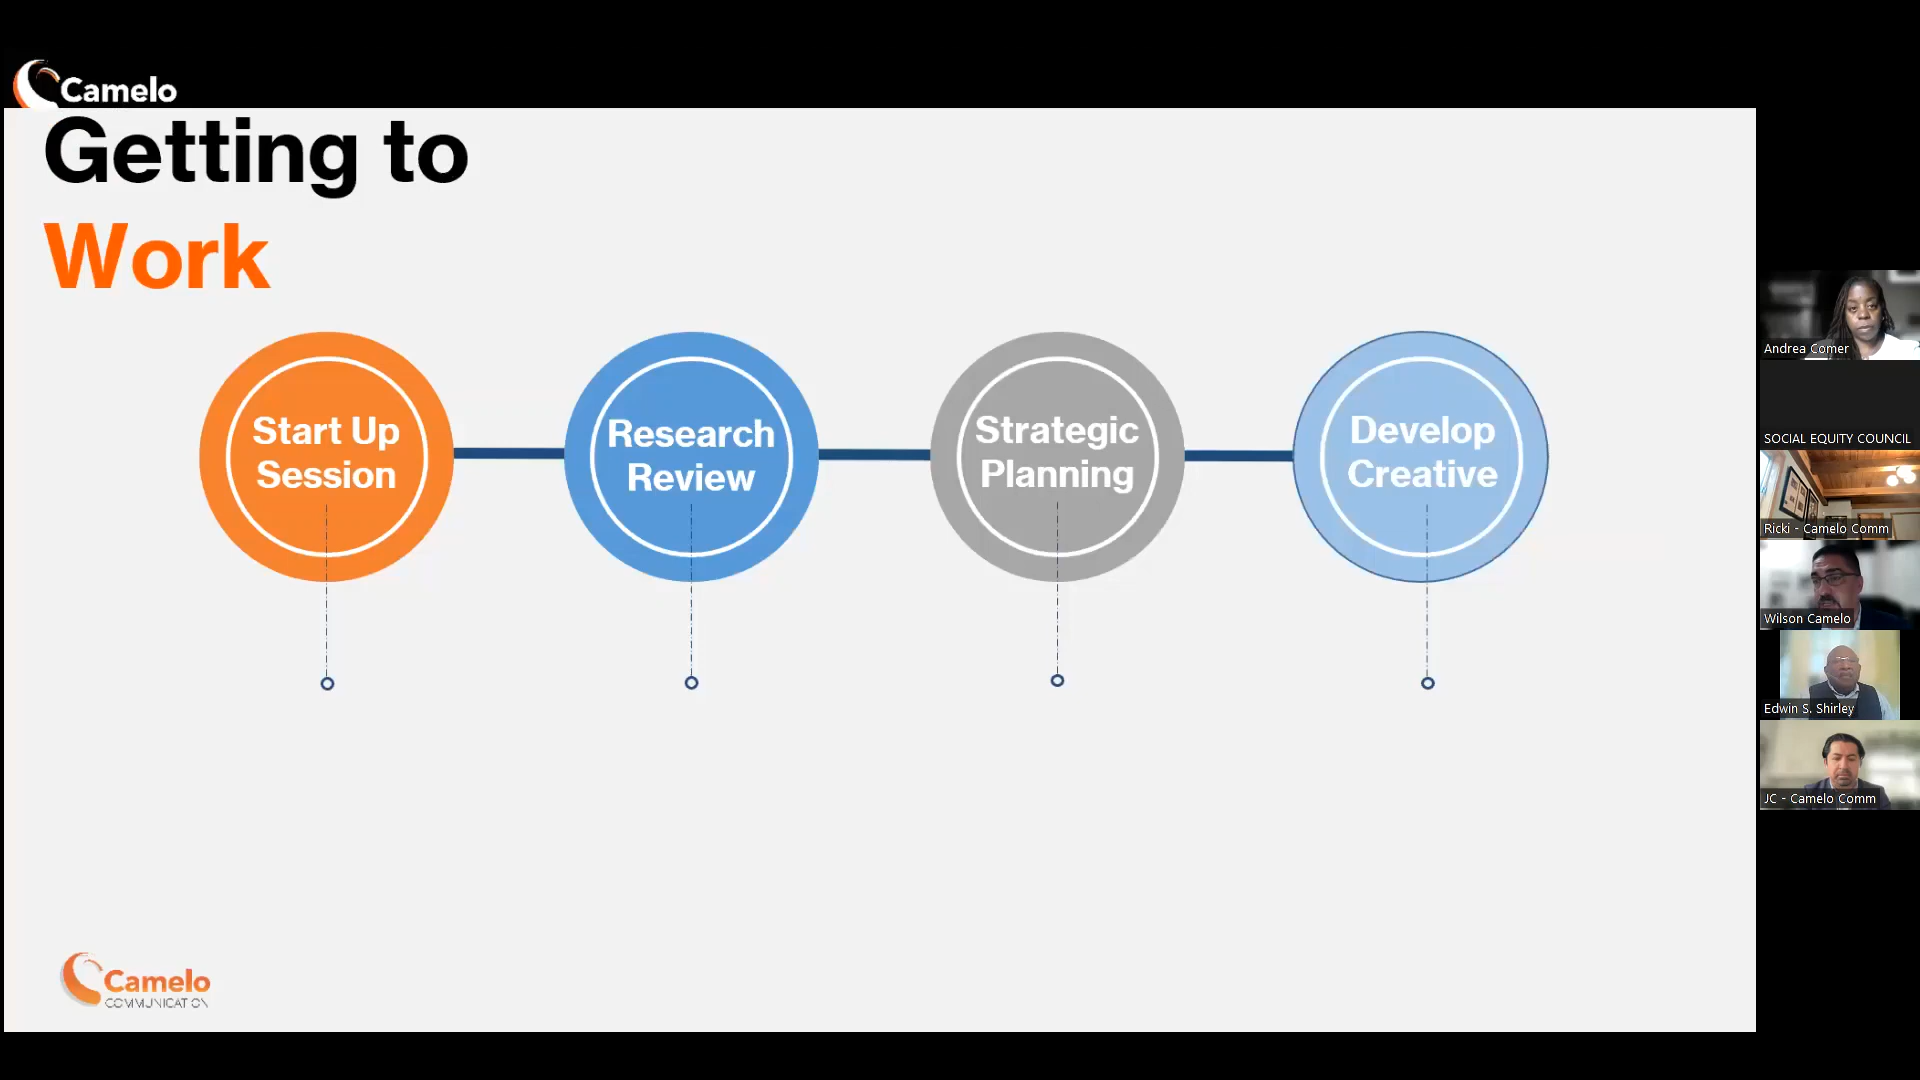 Camelo
Getting to
Work
Start Up
Session
Research
Review
Strategic
Planning
Develop
Creative
Camelo
COMMUNICATION
Andrea Comer
SOCIAL EQUITY COUNCIL
Ricki - Camelo Comm
Wilson Camelo
Edwin S. Shirley
JC - Camelo Comm